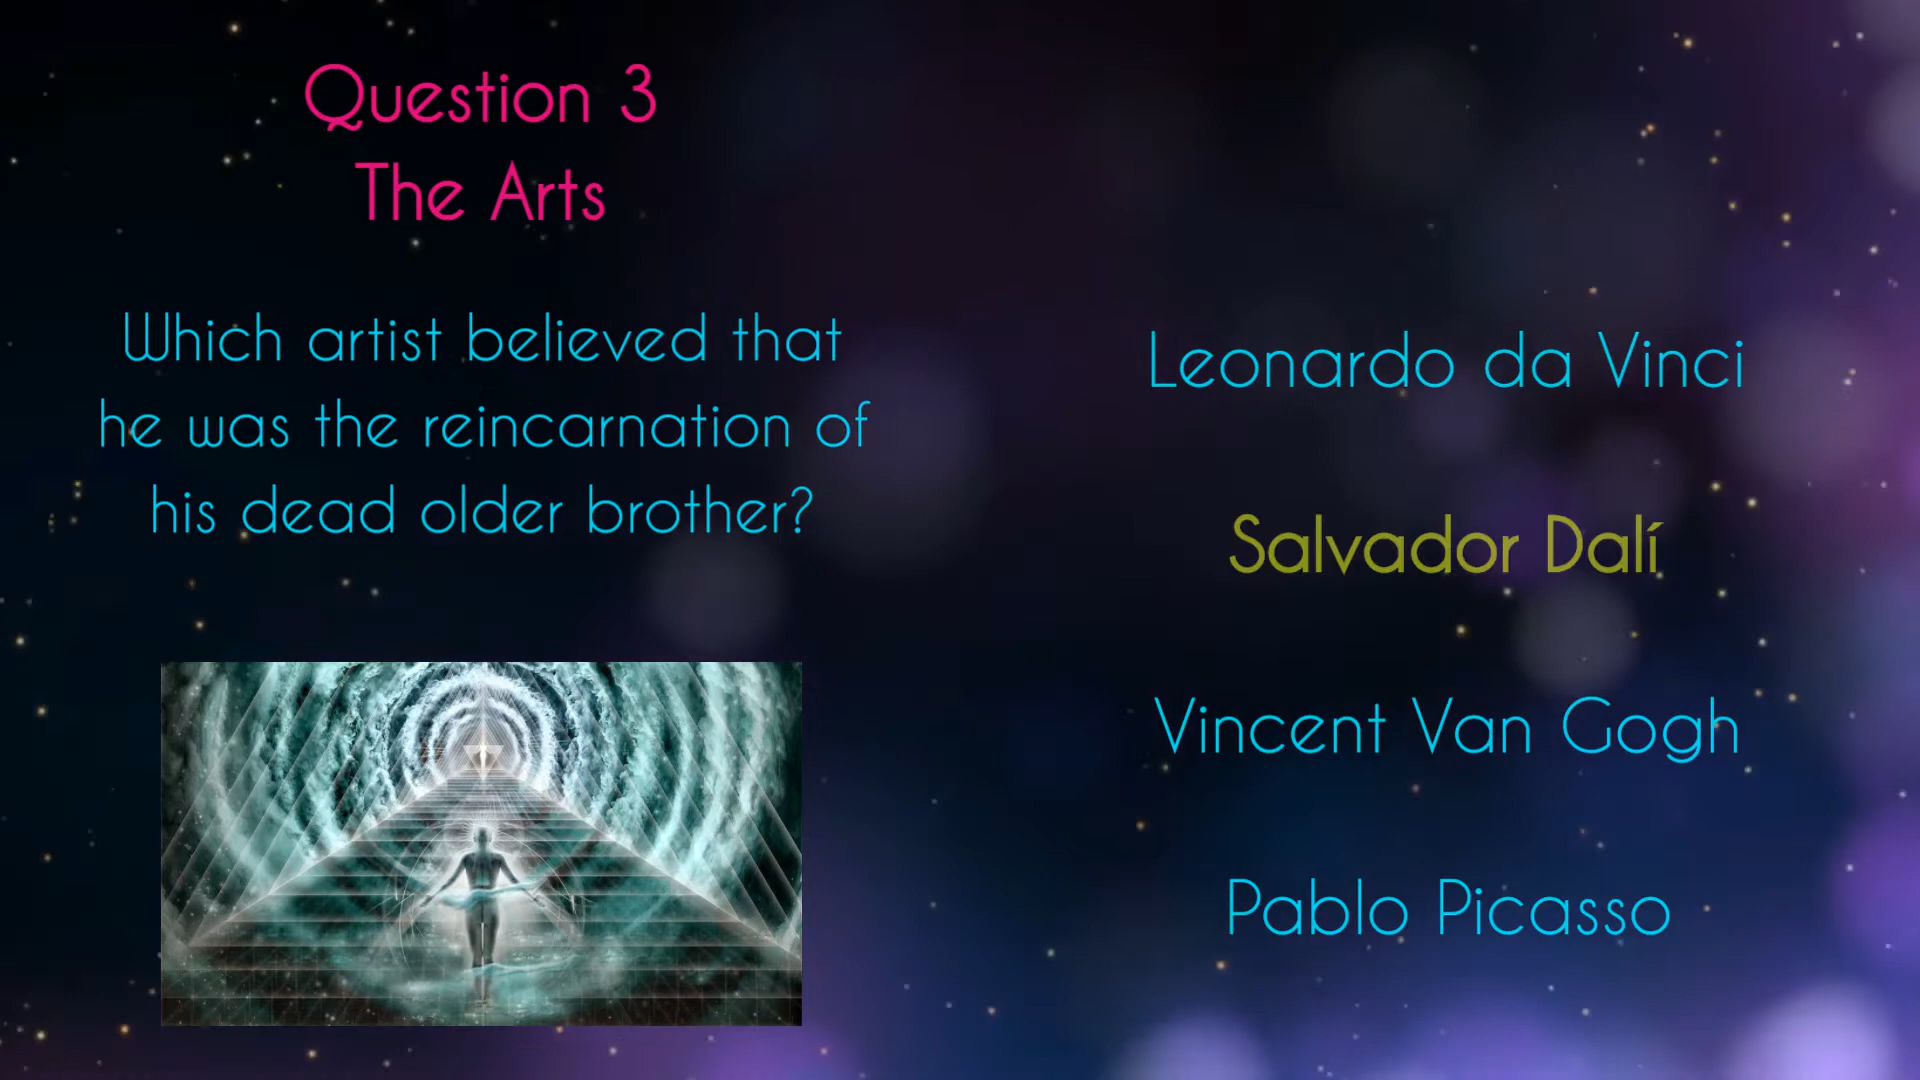 Question 3
The Arts
Which artist believed that
he was the reincarnation of
his dead older brother?
Leonardo da Vinci
Salvador Dalí
Vincent Van Gogh
Pablo Picasso